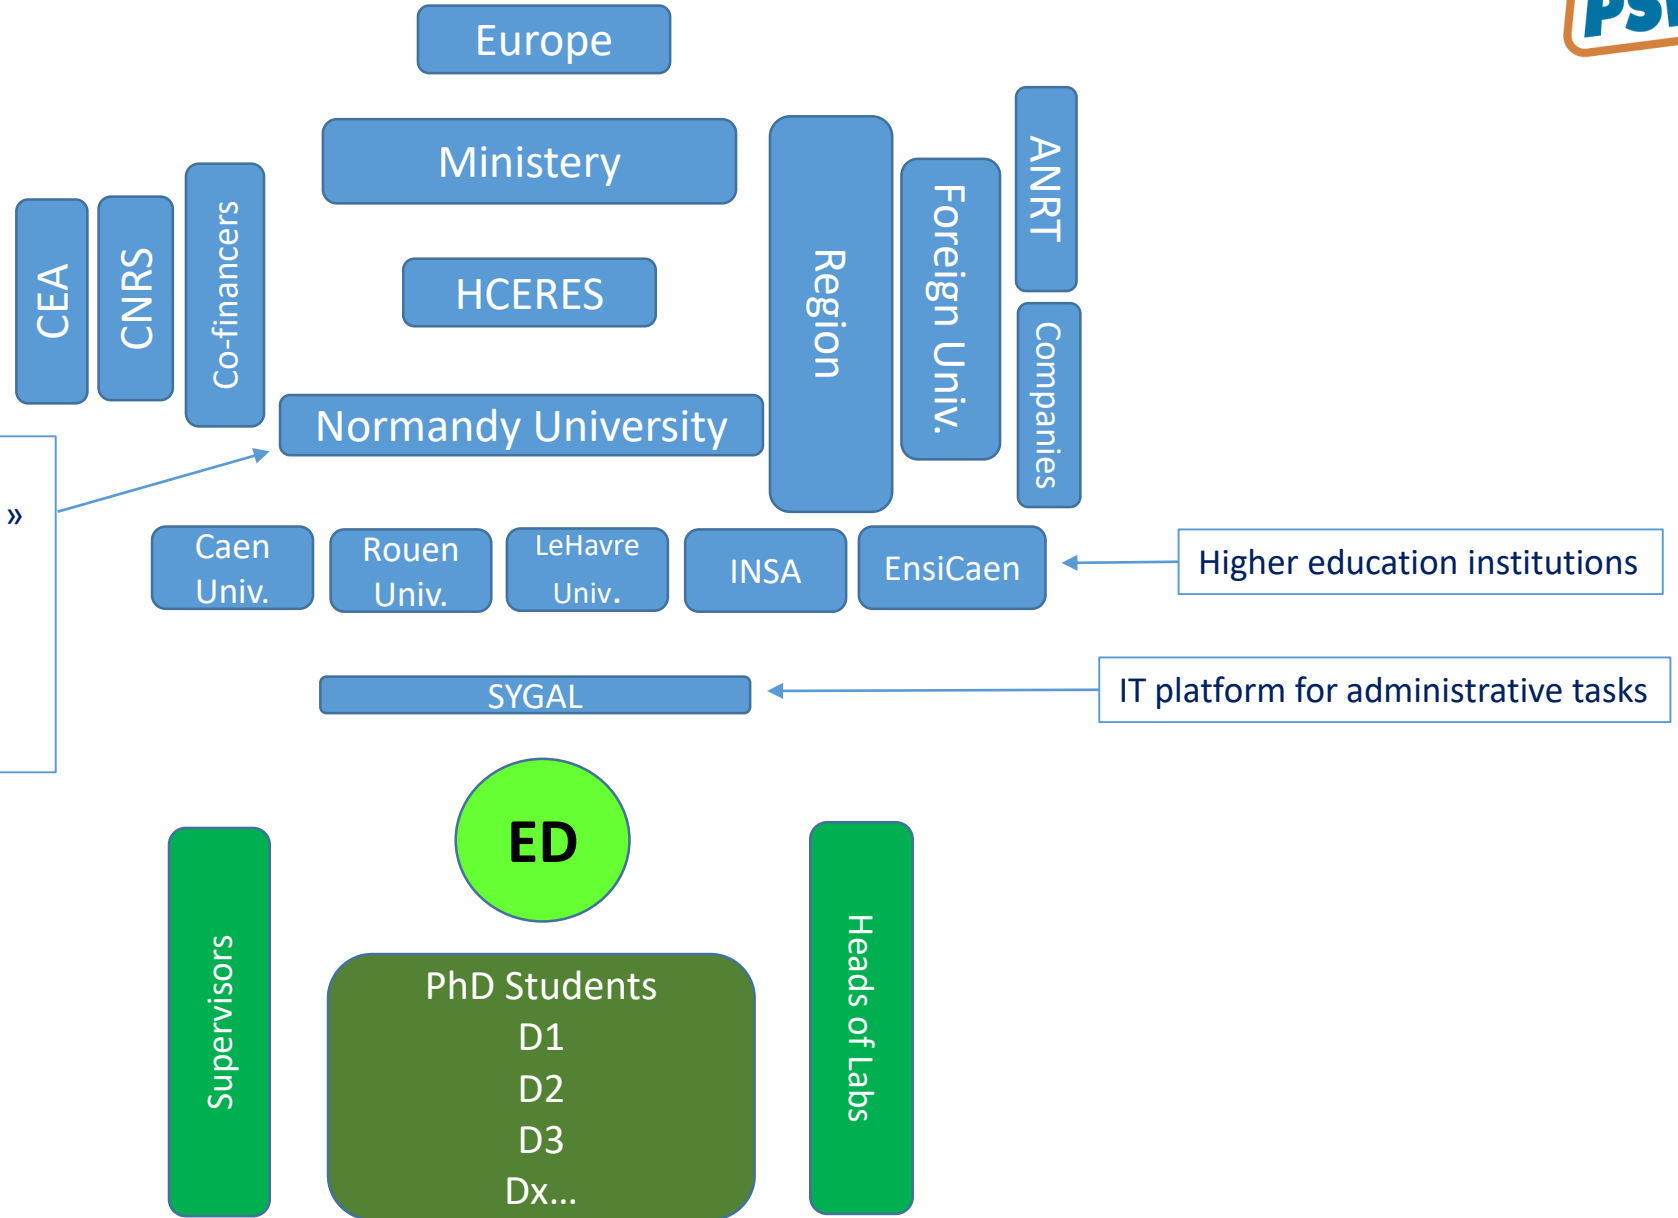 Europe
Ministery
HCERES
Normandy University
CEA
CNRS
Co-financers
Region
Foreign Univ.
ANRT
Companies
»
Caen
Univ.
Rouen
Univ.
LeHavre
Univ.
INSA
EnsiCaen
Higher education institutions
SYGAL
IT platform for administrative tasks
ED
Supervisors
PhD Students
D1
D2
D3
Dx...
Heads of Labs